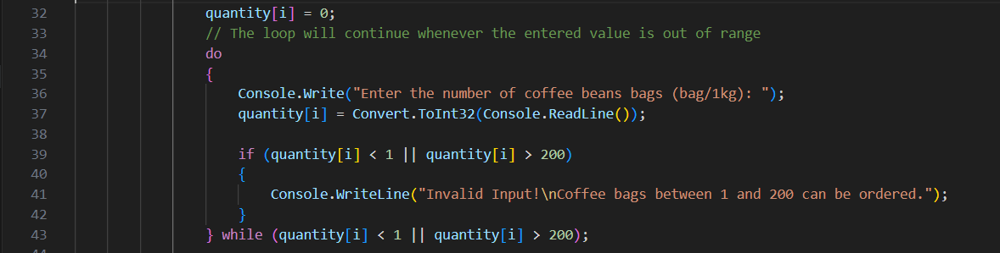 32 quantity[i] = 0;
33 // The loop will continue whenever the entered value is out of range
34 do
35 {
36 Console.Write("Enter the number of coffee beans bags (bag/1kg): ");
37 quantity[i] = Convert.ToInt32(Console.ReadLine());
38
39 if (quantity[i] < 1 || quantity[i] > 200)
40 {
41 Console.WriteLine("Invalid Input!\nCoffee bags between 1 and 200 can be ordered.");
42 }
43 } while (quantity[i] < 1 || quantity[i] > 200);